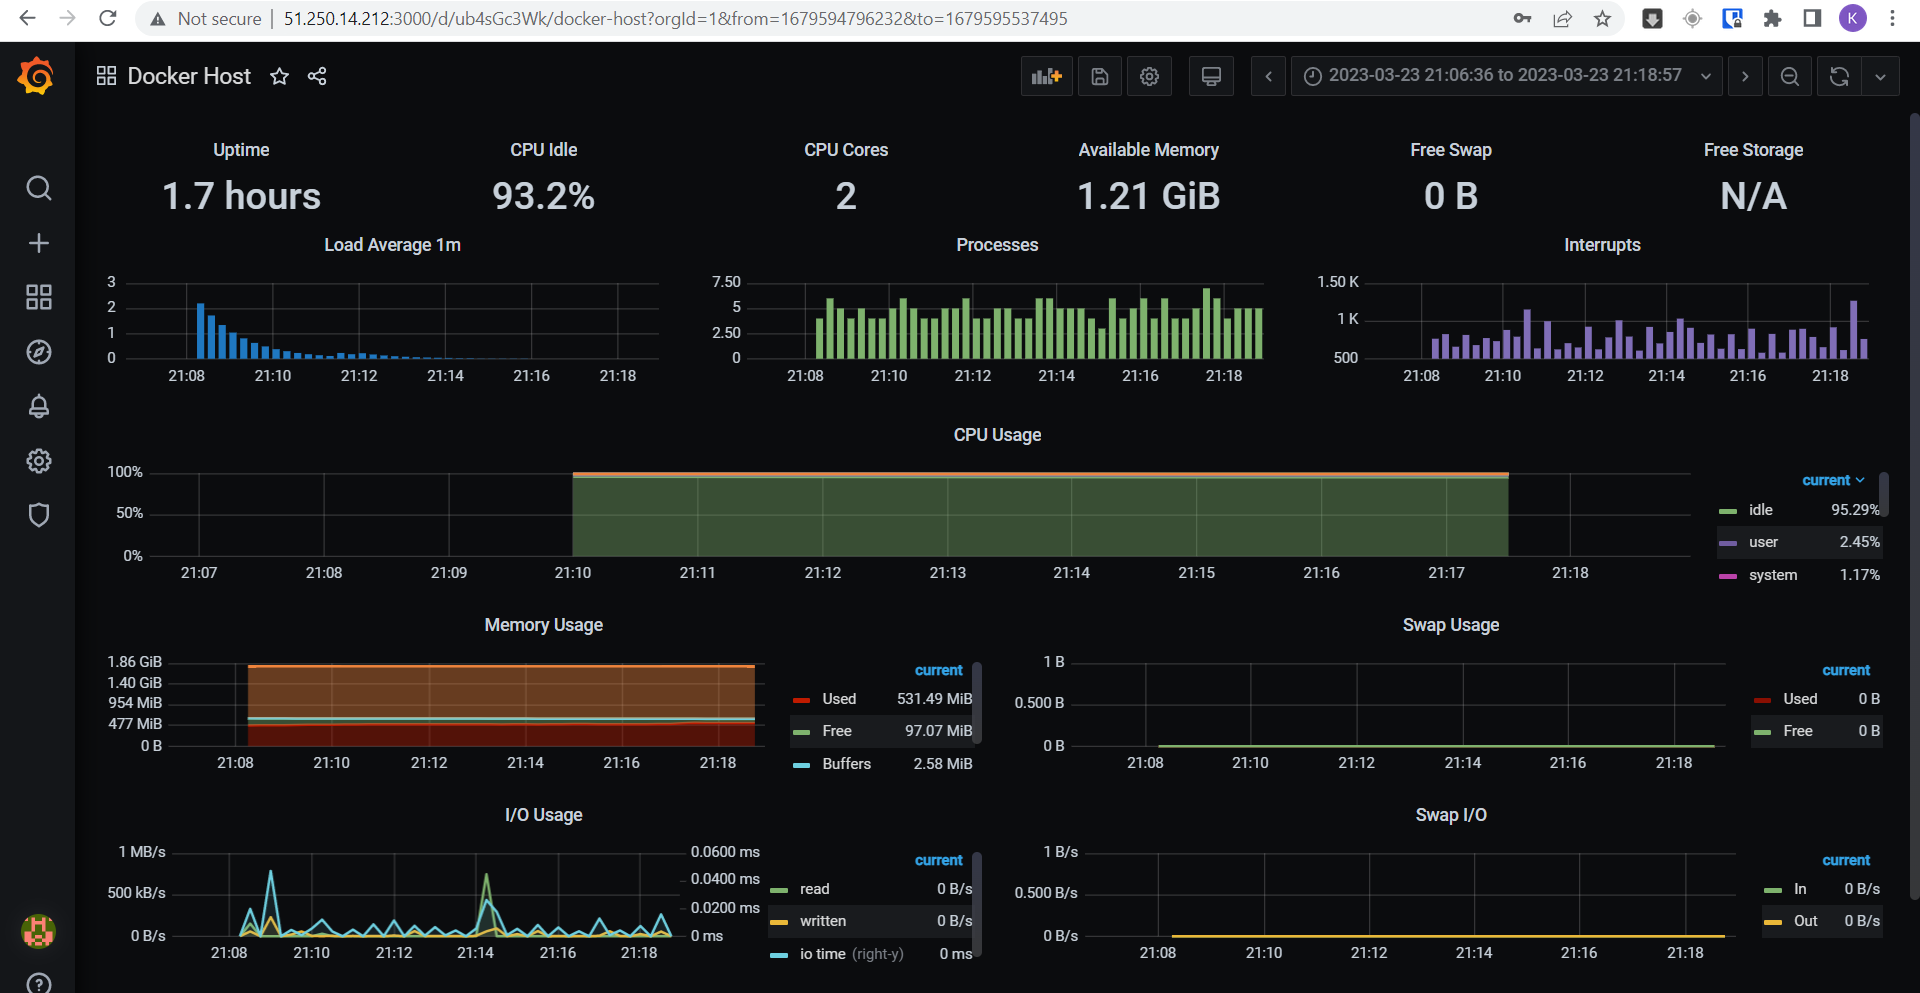 Not secure | 51.250.14.212:3000/d/ub4sGc3Wk/docker-host?orgId=1&from=1679594796232&to=1679595537495
K
Docker Host
2023-03-23 21:06:36 to 2023-03-23 21:18:57
Uptime
1.7 hours
CPU Idle
93.2%
CPU Cores
2
Available Memory
1.21 GiB
Free Swap
0 B
Free Storage
N/A
Load Average 1m
3
2
1
0
21:08 21:10 21:12 21:14 21:16 21:18
Processes
7.50
5
2.50
0
21:08 21:10 21:12 21:14 21:16 21:18
Interrupts
1.50 K
1 K
500
21:08 21:10 21:12 21:14 21:16 21:18
CPU Usage
100%
50%
0%
21:07 21:08 21:09 21:10 21:11 21:12 21:13 21:14 21:15 21:16 21:17 21:18
current
idle 95.29%
user 2.45%
system 1.17%
Memory Usage
1.86 GiB
1.40 GiB
954 MiB
477 MiB
0 B
21:08 21:10 21:12 21:14 21:16 21:18
current
Used 531.49 MiB
Free 97.07 MiB
Buffers 2.58 MiB
Swap Usage
1 B
0.500 B
0 B
21:08 21:10 21:12 21:14 21:16 21:18
current
Used 0 B
Free 0 B
I/O Usage
1 MB/s
500 kB/s
0 B/s
0.0600 ms
0.0400 ms
0.0200 ms
0 ms
21:08 21:10 21:12 21:14 21:16 21:18
current
read 0 B/s
written 0 B/s
io time (right-y) 0 ms
Swap I/O
1 B/s
0.500 B/s
0 B/s
21:08 21:10 21:12 21:14 21:16 21:18
current
In 0 B/s
Out 0 B/s